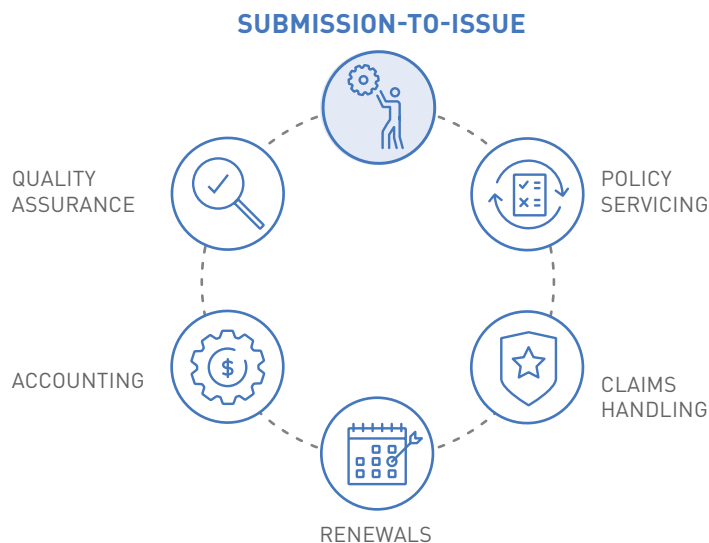 SUBMISSION-TO-ISSUE
QUALITY
ASSURANCE
POLICY
SERVICING
$
ACCOUNTING
CLAIMS
HANDLING
RENEWALS